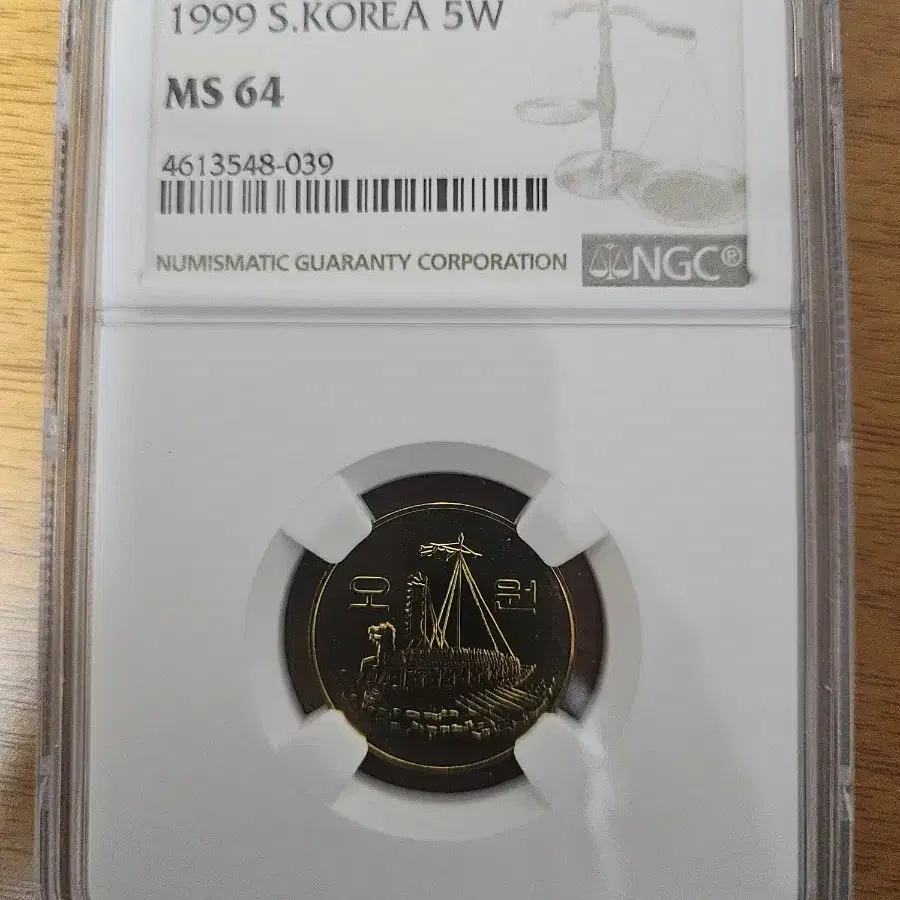 1999 S.KOREA 5W
MS 64
4613548-039
NUMISMATIC GUARANTY CORPORATION NGC®
오 원